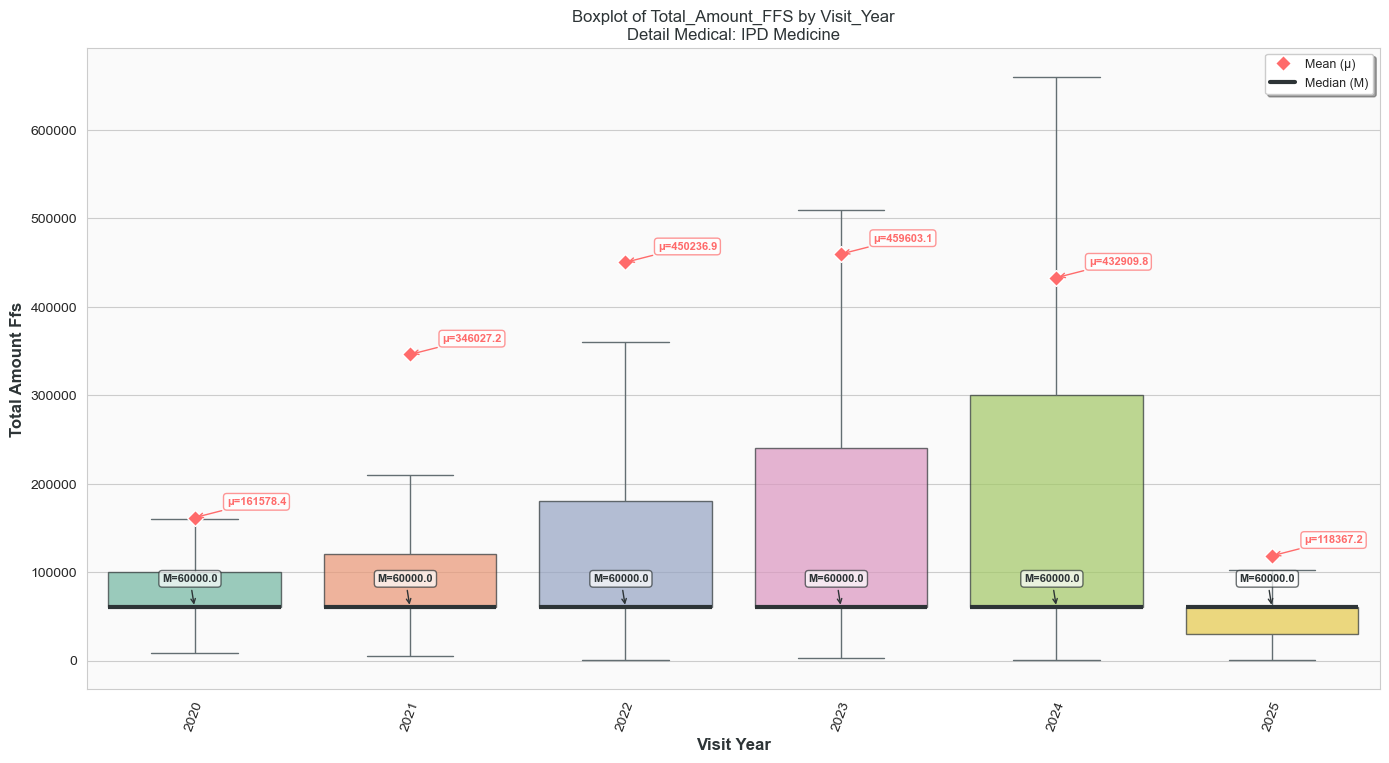 Boxplot of Total_Amount_FFS by Visit_Year
Detail Medical: IPD Medicine
Mean (μ)
Median (M)
Total Amount Ffs
600000
500000
400000
300000
200000
100000
0
μ=161578.4
μ=346027.2
μ=450236.9
μ=459603.1
μ=432909.8
μ=118367.2
M=60000.0
M=60000.0
M=60000.0
M=60000.0
M=60000.0
M=60000.0
2020
2021
2022
2023
2024
2025
Visit Year